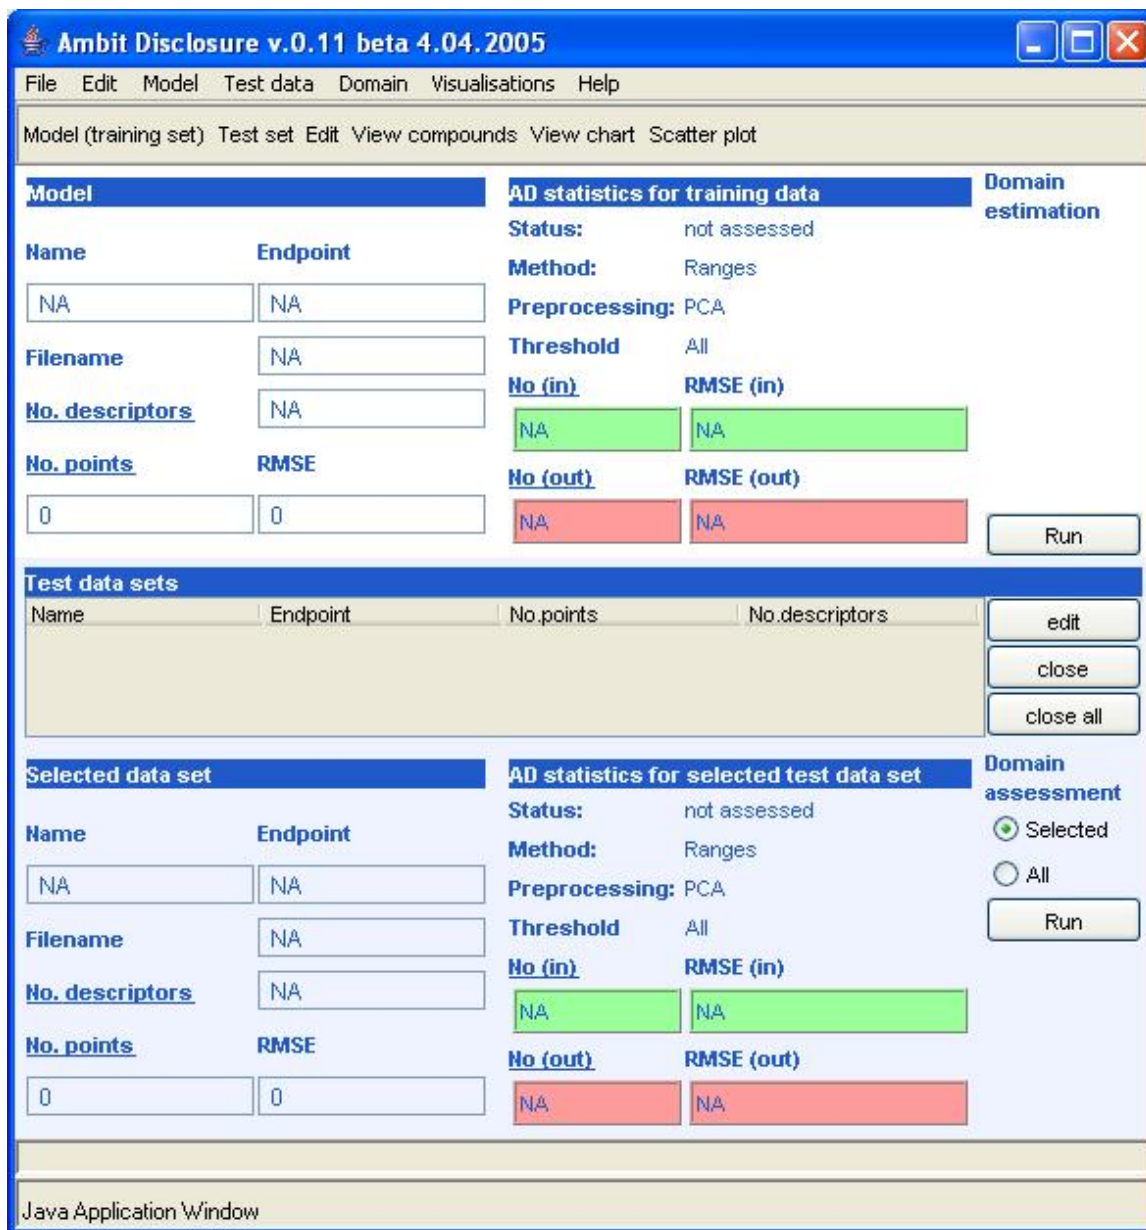 Ambit Disclosure v.0.11 beta 4.04.2005
File Edit Model Test data Domain Visualisations Help
Model (training set) Test set Edit View compounds View chart Scatter plot
Model
Name Endpoint
NA NA
Filename NA
No. descriptors NA
No. points RMSE
0 0
AD statistics for training data
Status: not assessed
Method: Ranges
Preprocessing: PCA
Threshold All
No (in) RMSE (in)
NA NA
No (out) RMSE (out)
NA NA
Domain
estimation
Run
Test data sets
Name Endpoint No.points No.descriptors
edit
close
close all
Selected data set
Name Endpoint
NA NA
Filename NA
No. descriptors NA
No. points RMSE
0 0
AD statistics for selected test data set
Status: not assessed
Method: Ranges
Preprocessing: PCA
Threshold All
No (in) RMSE (in)
NA NA
No (out) RMSE (out)
NA NA
Domain
assessment
Selected
All
Run
Java Application Window